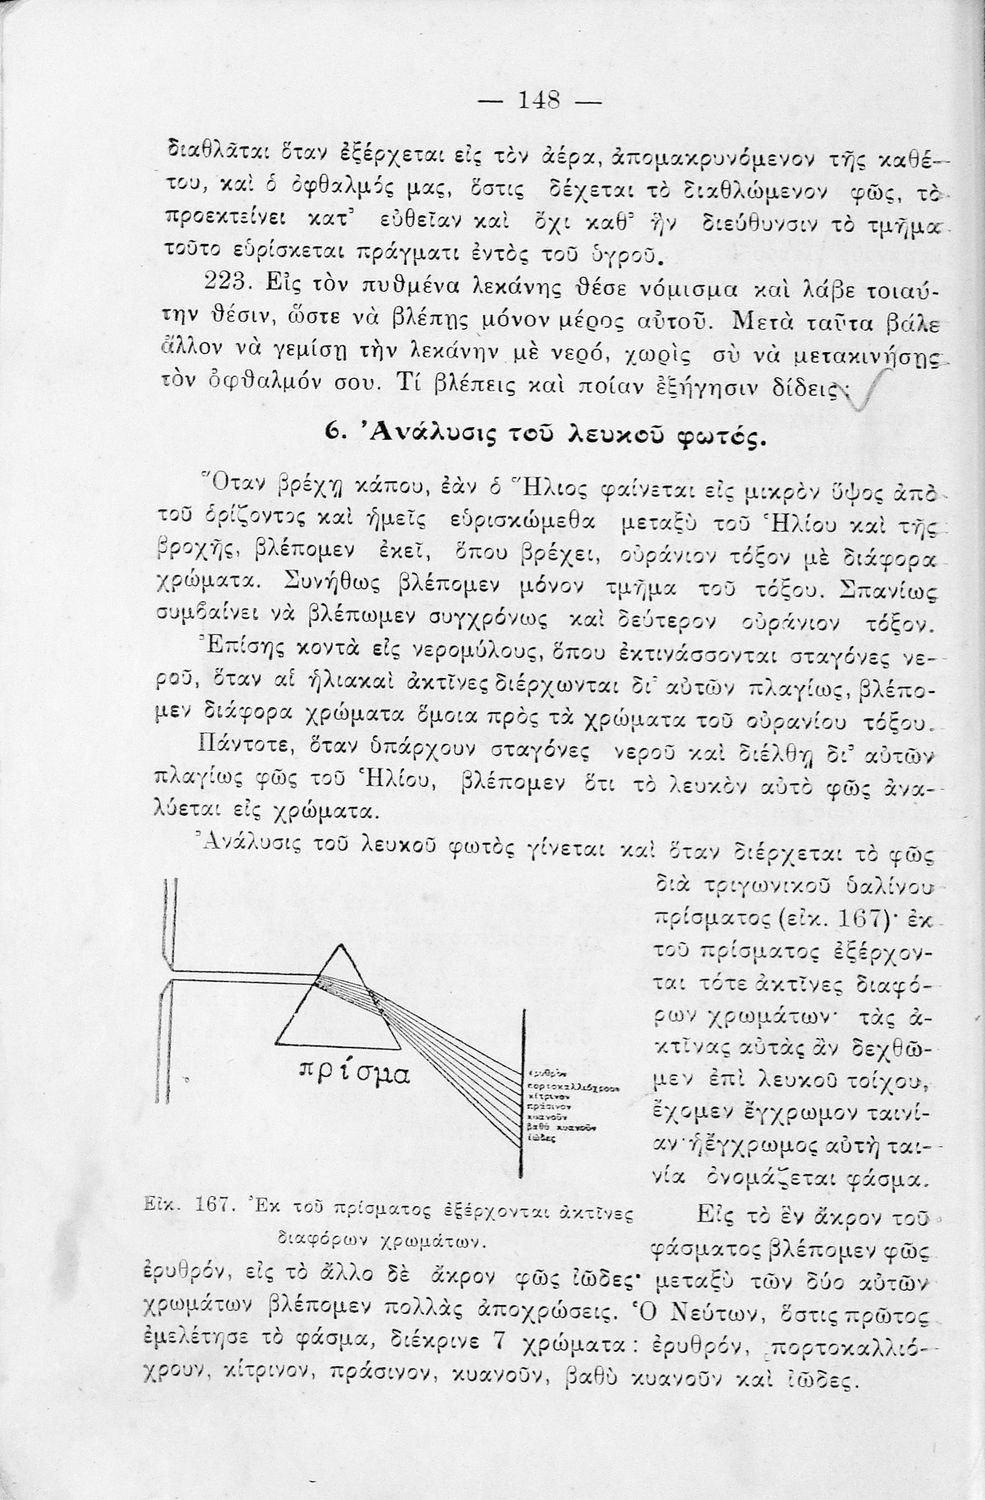 — 148 —
διαθλᾶται ὅταν ἐξέρχεται εἰς τὸν ἀέρα, ἀπομακρυνόμενον τῆς καθέ-
του, καὶ ὁ ὀφθαλμός μας, ὅστις δέχεται τὸ διαθλώμενον φῶς, τὸ
προεκτείνει κατ᾽ εὐθεῖαν καὶ ὄχι καθ᾽ ἣν διεύθυνσιν τὸ τμῆμα
τοῦτο εὑρίσκεται πράγματι ἐντὸς τοῦ ὑγροῦ.
223. Εἰς τὸν πυθμένα λεκάνης θέσε νόμισμα καὶ λάβε τοιαύ-
την θέσιν, ὥστε νὰ βλέπῃς μόνον μέρος αὐτοῦ. Μετὰ ταῦτα βάλε
ἄλλον νὰ γεμίσῃ τὴν λεκάνην μὲ νερό, χωρὶς σὺ νὰ μετακινήσῃς
τὸν ὀφθαλμόν σου. Τί βλέπεις καὶ ποίαν ἐξήγησιν δίδεις;
6. Ἀνάλυσις τοῦ λευκοῦ φωτός.
Ὅταν βρέχῃ κάπου, ἐὰν ὁ Ἥλιος φαίνεται εἰς μικρὸν ὕψος ἀπὸ
τοῦ ὁρίζοντος καὶ ἡμεῖς εὑρισκώμεθα μεταξὺ τοῦ Ἡλίου καὶ τῆς
βροχῆς, βλέπομεν ἐκεῖ, ὅπου βρέχει, οὐράνιον τόξον μὲ διάφορα
χρώματα. Συνήθως βλέπομεν μόνον τμῆμα τοῦ τόξου. Σπανίως
συμβαίνει νὰ βλέπωμεν συγχρόνως καὶ δεύτερον οὐράνιον τόξον.
Ἐπίσης κοντὰ εἰς νερομύλους, ὅπου ἐκτινάσσονται σταγόνες νε-
ροῦ, ὅταν αἱ ἡλιακαὶ ἀκτῖνες διέρχωνται δι᾽ αὐτῶν πλαγίως, βλέπο-
μεν διάφορα χρώματα ὅμοια πρὸς τὰ χρώματα τοῦ οὐρανίου τόξου.
Πάντοτε, ὅταν ὑπάρχουν σταγόνες νεροῦ καὶ διέλθῃ δι᾽ αὐτῶν
πλαγίως φῶς τοῦ Ἡλίου, βλέπομεν ὅτι τὸ λευκὸν αὐτὸ φῶς ἀνα-
λύεται εἰς χρώματα.
Ἀνάλυσις τοῦ λευκοῦ φωτὸς γίνεται καὶ ὅταν διέρχεται τὸ φῶς
διὰ τριγωνικοῦ ὑαλίνου
πρίσματος (εἰκ. 167)· ἐκ
τοῦ πρίσματος ἐξέρχον-
ται τότε ἀκτῖνες διαφό-
ρων χρωμάτων· τὰς ἀ-
κτῖνας αὐτὰς ἂν δεχθῶ-
μεν ἐπὶ λευκοῦ τοίχου,
ἔχομεν ἔγχρωμον ταινί-
αν· ἡ ἔγχρωμος αὐτὴ ται-
νία ὀνομάζεται φάσμα.
πρίσμα
ἐρυθρὸν
πορτοκαλλιόχροον
κίτρινον
πράσινον
κυανοῦν
βαθὺ κυανοῦν
ἰῶδες
Εἰκ. 167. Ἐκ τοῦ πρίσματος ἐξέρχονται ἀκτῖνες
διαφόρων χρωμάτων.
Εἰς τὸ ἓν ἄκρον τοῦ
φάσματος βλέπομεν φῶς
ἐρυθρόν, εἰς τὸ ἄλλο δὲ ἄκρον φῶς ἰῶδες· μεταξὺ τῶν δύο αὐτῶν
χρωμάτων βλέπομεν πολλὰς ἀποχρώσεις. Ὁ Νεύτων, ὅστις πρῶτος
ἐμελέτησε τὸ φάσμα, διέκρινε 7 χρώματα: ἐρυθρόν, πορτοκαλλιό-
χρουν, κίτρινον, πράσινον, κυανοῦν, βαθὺ κυανοῦν καὶ ἰῶδες.